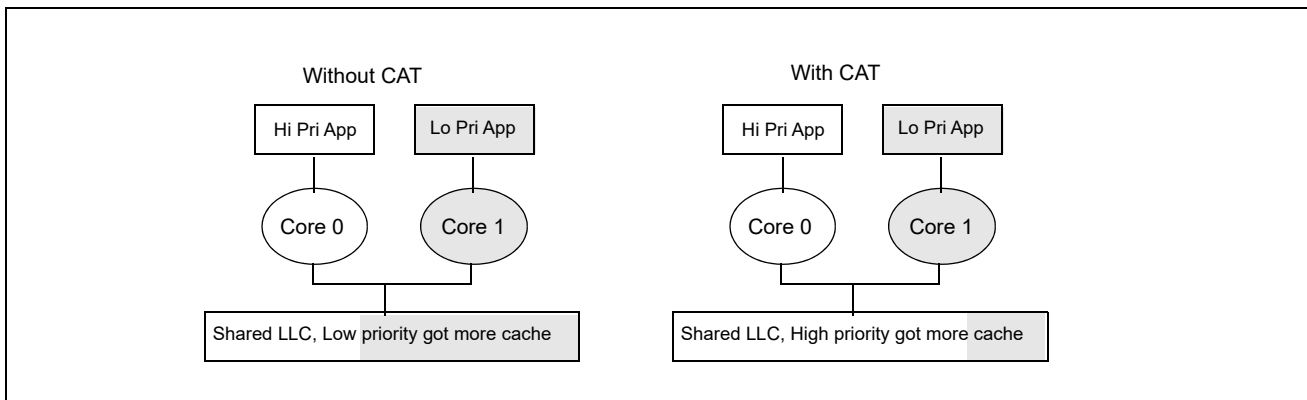 Without CAT
Hi Pri App
Lo Pri App
Core 0
Core 1
Shared LLC, Low priority got more cache
With CAT
Hi Pri App
Lo Pri App
Core 0
Core 1
Shared LLC, High priority got more cache